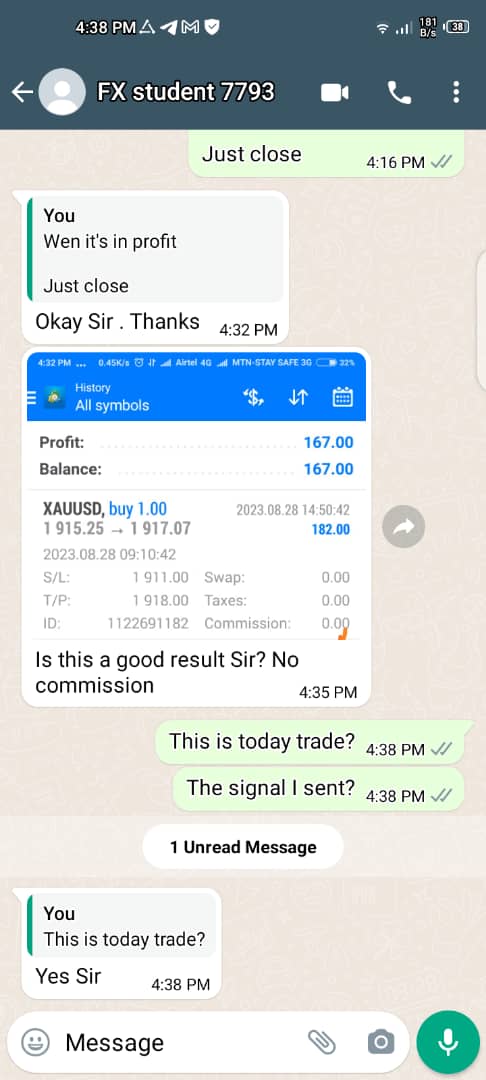 4:38 PM
181 B/s
38
FX student 7793
Just close
4:16 PM
You
Wen it's in profit
Just close
Okay Sir . Thanks
4:32 PM
4:32 PM ... 0.45K/s Airtel 4G MTN-STAY SAFE 3G 32%
History
All symbols
Profit: 167.00
Balance: 167.00
XAUUSD, buy 1.00 2023.08.28 14:50:42
1 915.25 → 1 917.07 182.00
2023.08.28 09:10:42
S/L: 1 911.00 Swap: 0.00
T/P: 1 918.00 Taxes: 0.00
ID: 1122691182 Commission: 0.00
Is this a good result Sir? No
commission
4:35 PM
This is today trade? 4:38 PM
The signal I sent? 4:38 PM
1 Unread Message
You
This is today trade?
Yes Sir
4:38 PM
Message